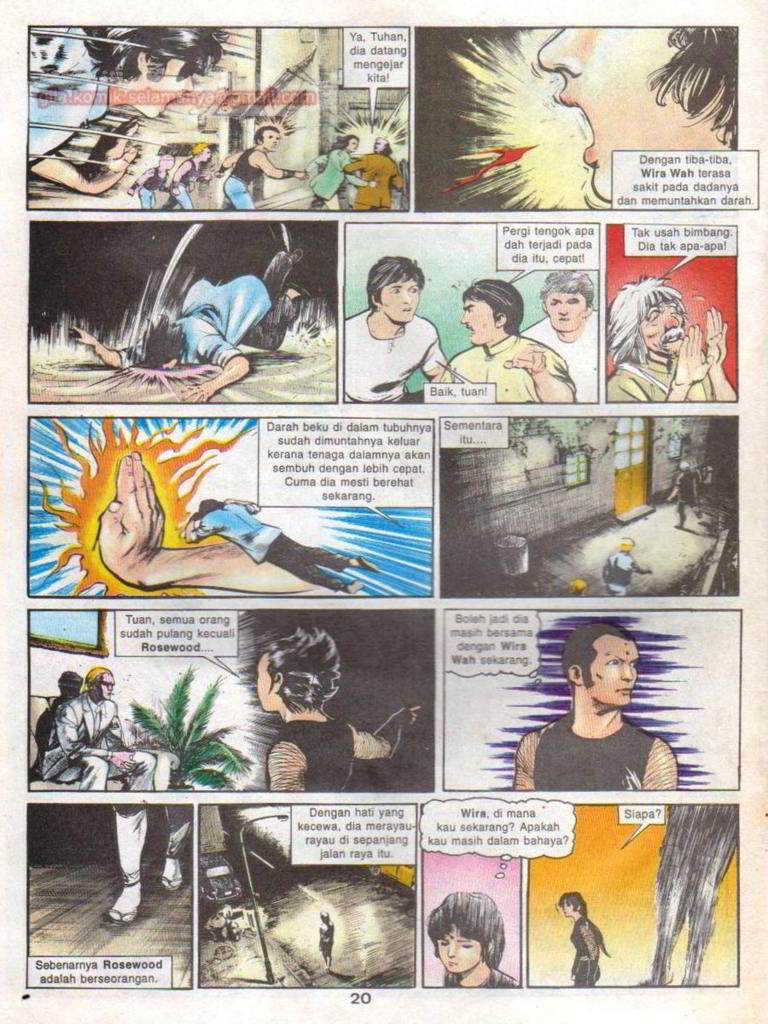 Ya, Tuhan,
dia datang
mengejar
kita!
gila.komik.selamanya@gmail.com
Dengan tiba-tiba,
Wira Wah terasa
sakit pada dadanya
dan memuntahkan darah.
Pergi tengok apa
dah terjadi pada
dia itu, cepat!
Baik, tuan!
Tak usah bimbang.
Dia tak apa-apa!
Darah beku di dalam tubuhnya
sudah dimuntahnya keluar
kerana tenaga dalamnya akan
sembuh dengan lebih cepat.
Cuma dia mesti berehat
sekarang.
Sementara
itu....
Tuan, semua orang
sudah pulang kecuali
Rosewood....
Boleh jadi dia
masih bersama
dengan Wira
Wah sekarang.
Sebenarnya Rosewood
adalah berseorangan.
Dengan hati yang
kecewa, dia merayau-
rayau di sepanjang
jalan raya itu.
Wira, di mana
kau sekarang? Apakah
kau masih dalam bahaya?
Siapa?
20